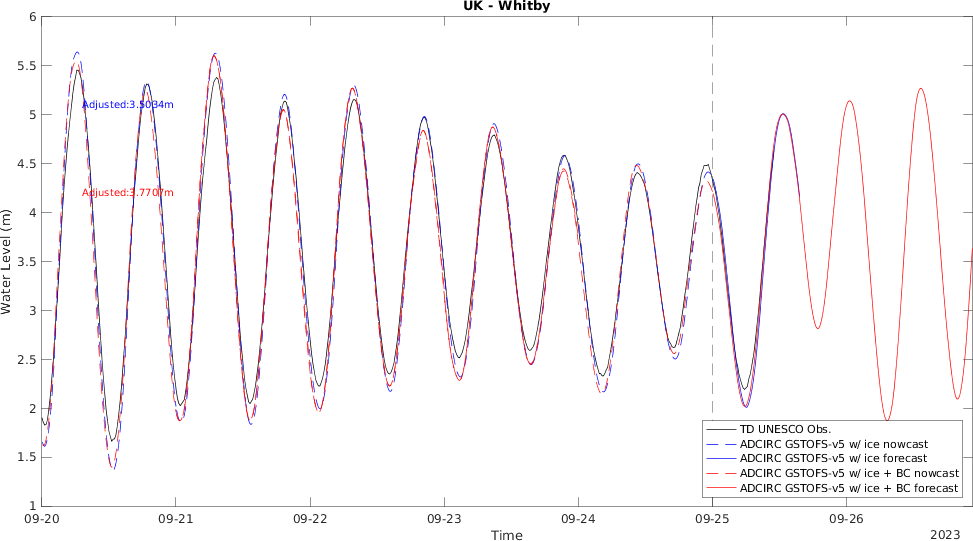 UK - Whitby
6
5.5
5
4.5
4
3.5
3
2.5
2
1.5
1
Water Level (m)
Adjusted:3.5034m
Adjusted:3.7707m
TD UNESCO Obs.
ADCIRC GSTOFS-v5 w/ ice nowcast
ADCIRC GSTOFS-v5 w/ ice forecast
ADCIRC GSTOFS-v5 w/ ice + BC nowcast
ADCIRC GSTOFS-v5 w/ ice + BC forecast
09-20 09-21 09-22 09-23 09-24 09-25 09-26
Time
2023